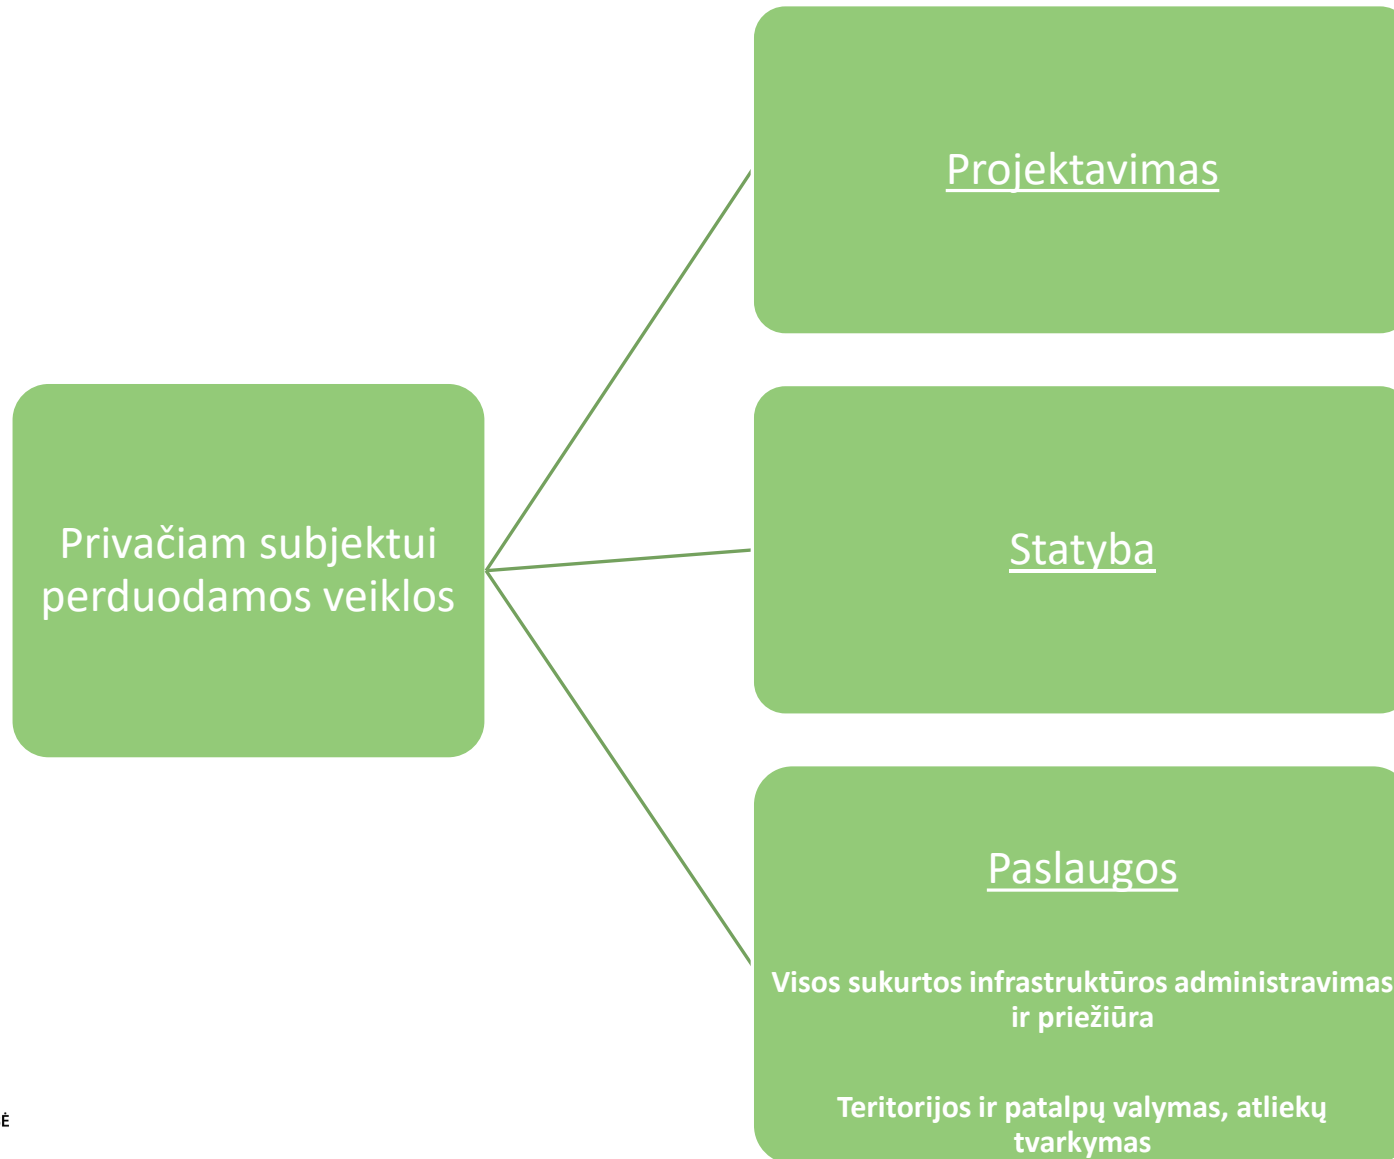 Privačiam subjektui
perduodamos veiklos
Projektavimas
Statyba
Paslaugos
Visos sukurtos infrastruktūros administravimas
ir priežiūra
Teritorijos ir patalpų valymas, atliekų
tvarkymas